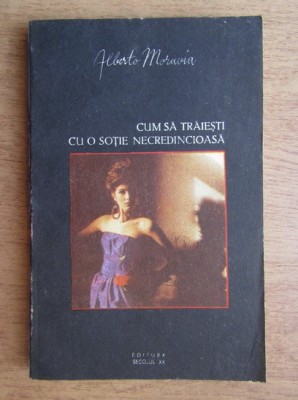 Alberto Moravia
CUM SĂ TRĂIEȘTI
CU O SOȚIE NECREDINCIOASĂ
EDITURA
SECOLUL XX